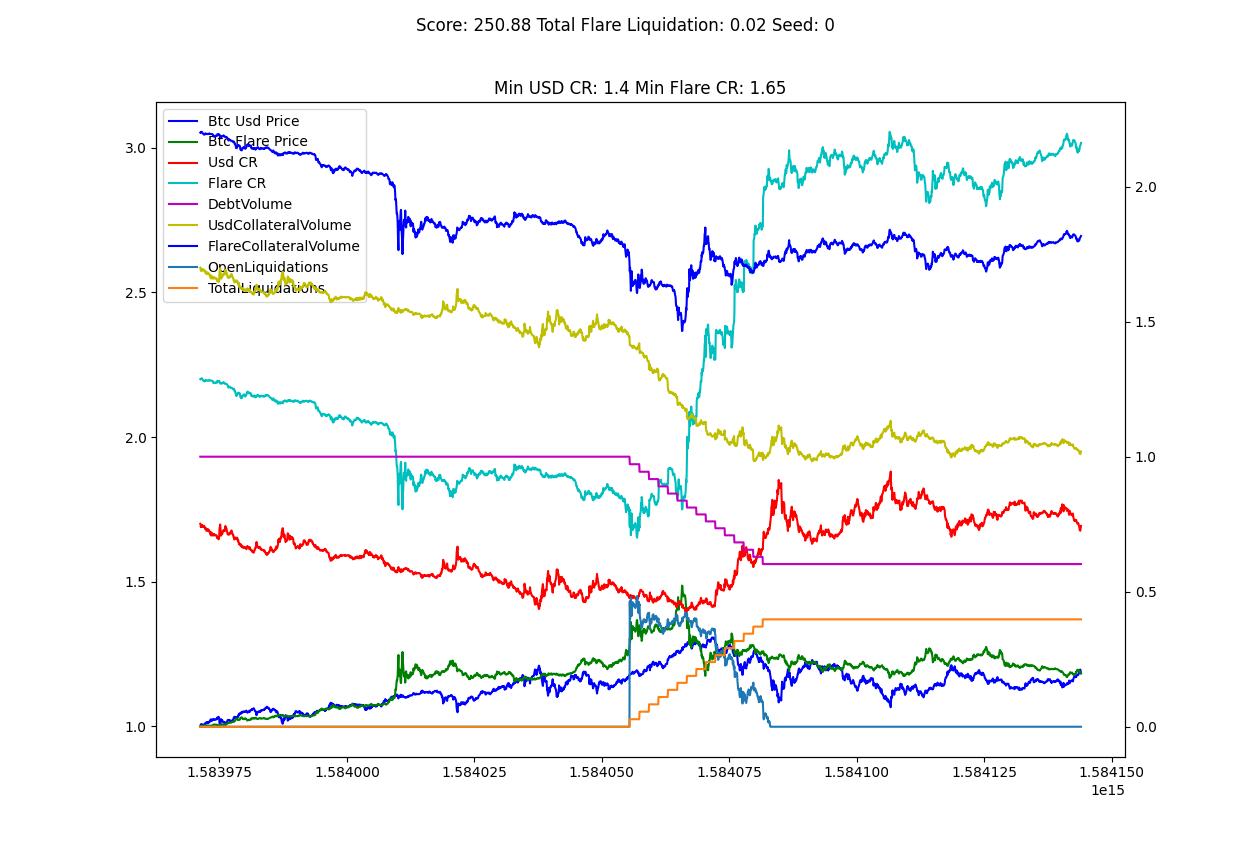 Score: 250.88 Total Flare Liquidation: 0.02 Seed: 0
Min USD CR: 1.4 Min Flare CR: 1.65
Btc Usd Price
Btc Flare Price
Usd CR
Flare CR
DebtVolume
UsdCollateralVolume
FlareCollateralVolume
OpenLiquidations
TotalLiquidations
3.0
2.5
2.0
1.5
1.0
2.0
1.5
1.0
0.5
0.0
1.583975 1.584000 1.584025 1.584050 1.584075 1.584100 1.584125 1.584150
1e15